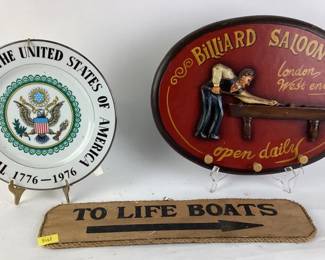 THE UNITED STATES OF AMERICA
1776-1976
BILLIARD SALOON
london
West end
open daily
TO LIFE BOATS